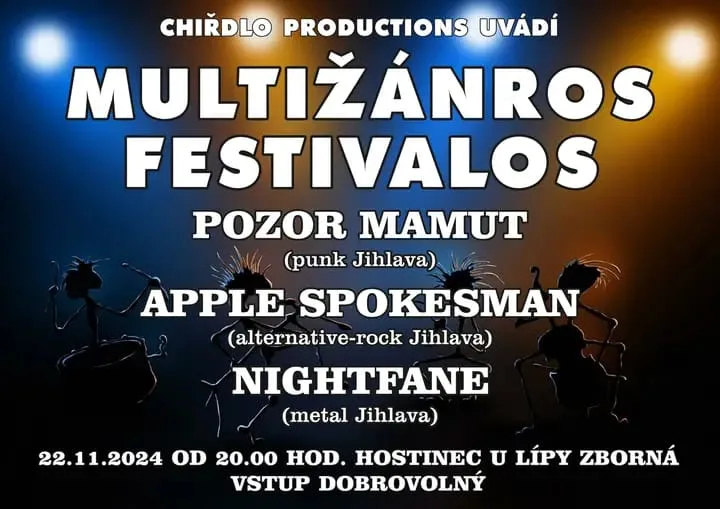 CHIŘDLO PRODUCTIONS UVÁDÍ
MULTIŽÁNROS
FESTIVALOS
POZOR MAMUT
(punk Jihlava)
APPLE SPOKESMAN
(alternative-rock Jihlava)
NIGHTFANE
(metal Jihlava)
22.11.2024 OD 20.00 HOD. HOSTINEC U LÍPY ZBORNÁ
VSTUP DOBROVOLNÝ